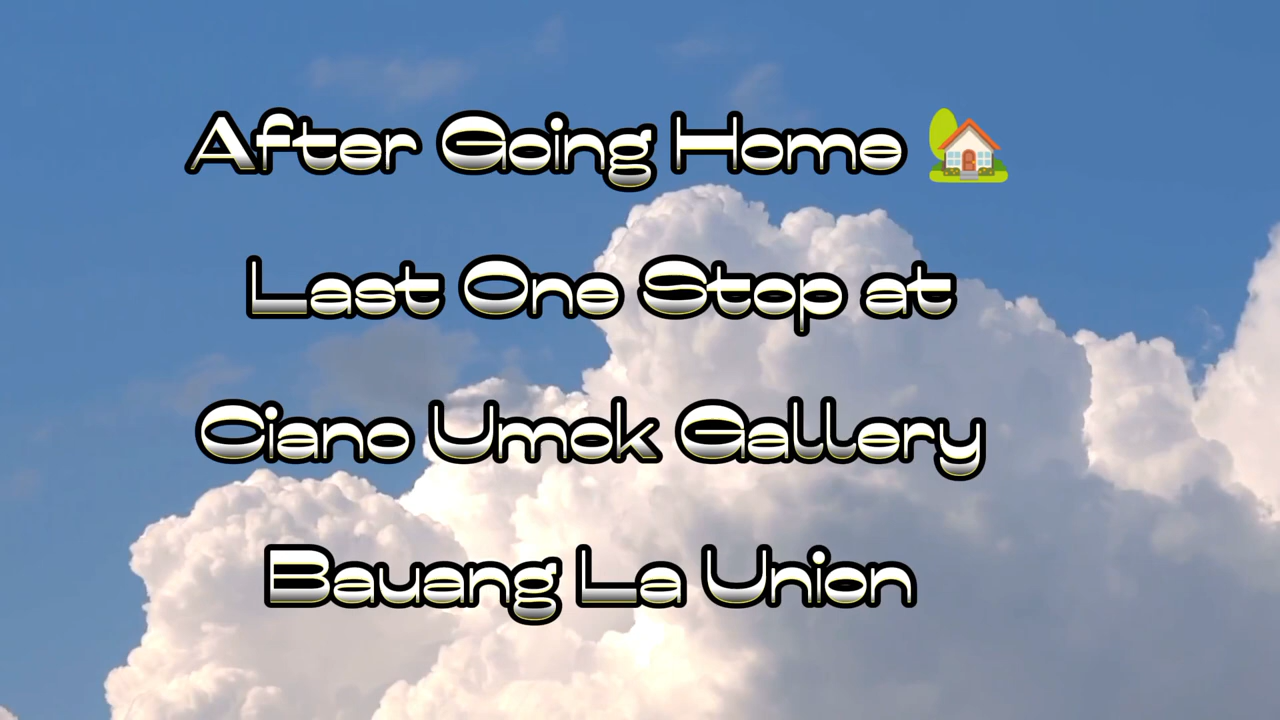 After Going Home 🏡
Last One Stop at
Ciano Umok Gallery
Bauang La Union